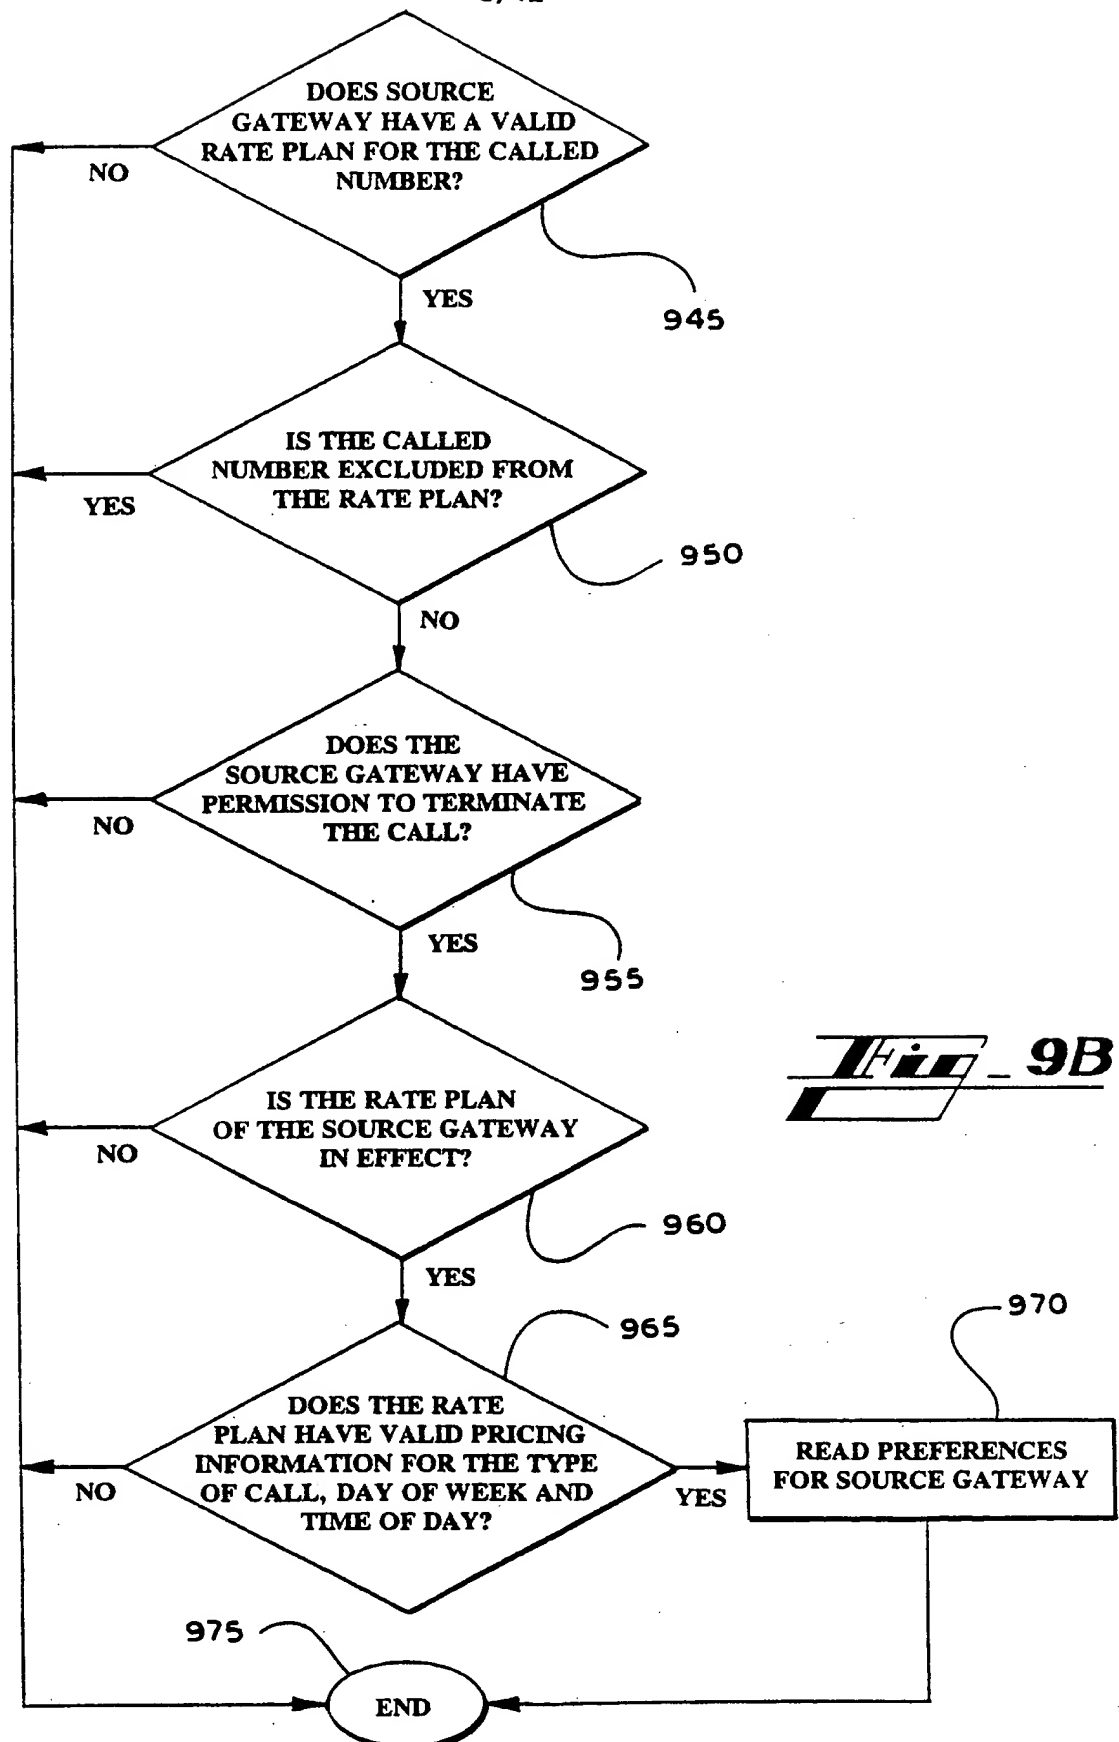 DOES SOURCE
GATEWAY HAVE A VALID
RATE PLAN FOR THE CALLED
NUMBER?
NO
YES
945
IS THE CALLED
NUMBER EXCLUDED FROM
THE RATE PLAN?
YES
950
NO
DOES THE
SOURCE GATEWAY HAVE
PERMISSION TO TERMINATE
THE CALL?
NO
YES
955
Fig_9B
IS THE RATE PLAN
OF THE SOURCE GATEWAY
IN EFFECT?
NO
960
YES
965
970
DOES THE RATE
PLAN HAVE VALID PRICING
INFORMATION FOR THE TYPE
OF CALL, DAY OF WEEK AND
TIME OF DAY?
NO
YES
READ PREFERENCES
FOR SOURCE GATEWAY
975
END